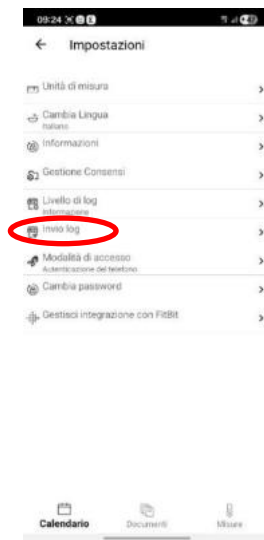 09:24
Impostazioni
Unità di misura
Cambia Lingua
Italiano
Informazioni
Gestione Consensi
Livello di log
Informazione
Invio log
Modalità di accesso
Autenticazione del telefono
Cambia password
Gestisci integrazione con FitBit
Calendario Documenti Misure